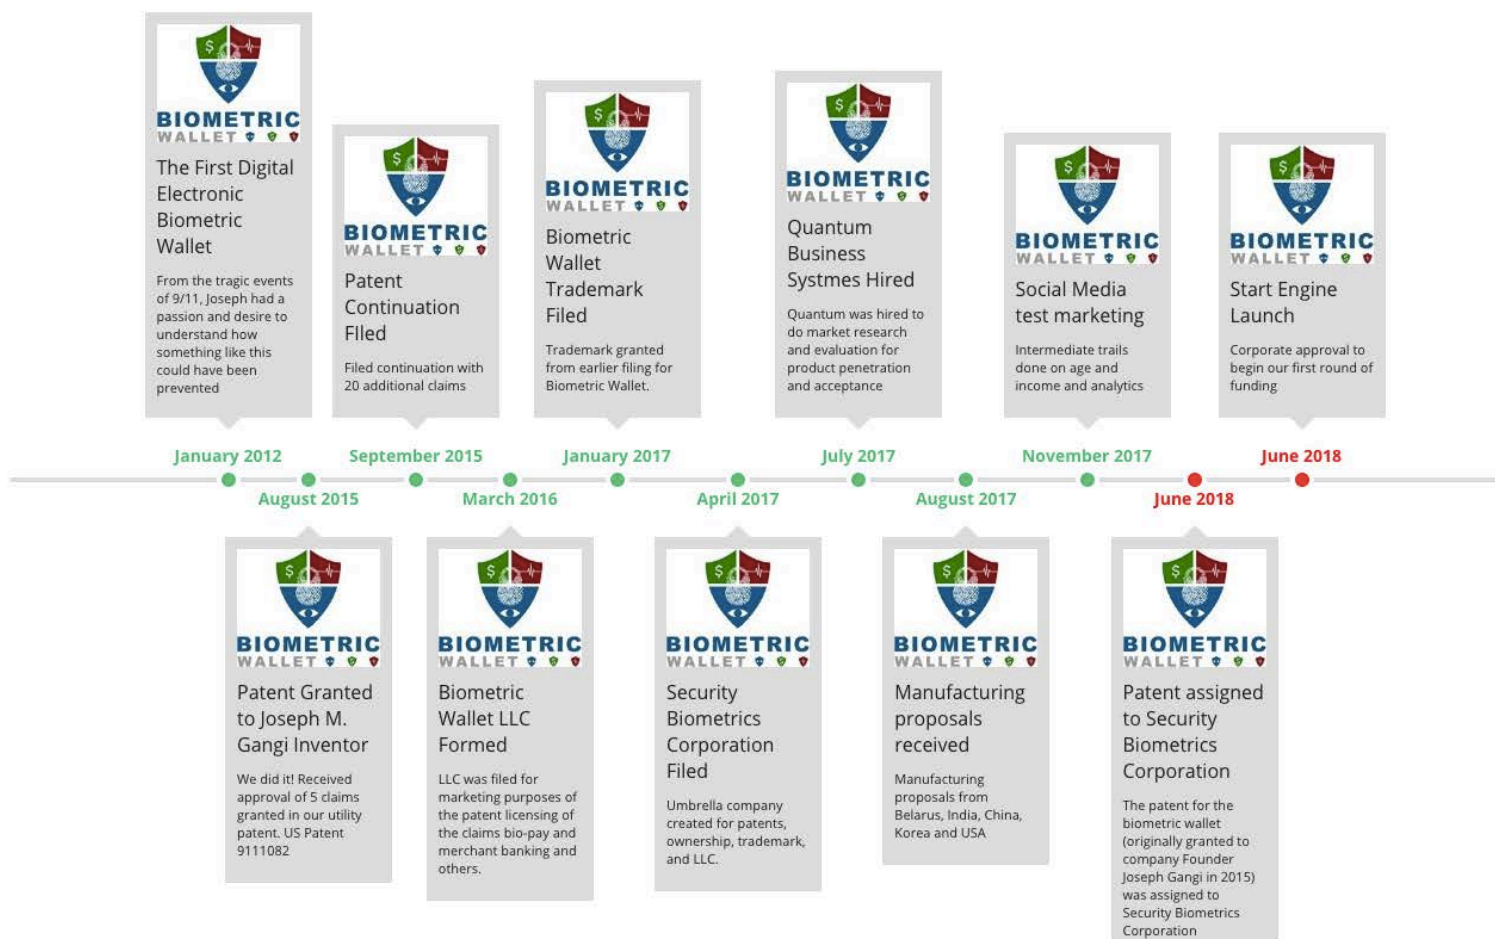 BIOMETRIC
WALLET
The First Digital
Electronic
Biometric
Wallet
From the tragic events
of 9/11, Joseph had a
passion and desire to
understand how
something like this
could have been
prevented
January 2012
$
BIOMETRIC
WALLET
Patent Granted
to Joseph M.
Gangi Inventor
We did it! Received
approval of 5 claims
granted in our utility
patent. US Patent
9111082
August 2015
$
BIOMETRIC
WALLET
Patent
Continuation
FIled
Filed continuation with
20 additional claims
September 2015
$
BIOMETRIC
WALLET
Biometric
Wallet LLC
Formed
LLC was filed for
marketing purposes of
the patent licensing of
the claims bio-pay and
merchant banking and
others.
March 2016
$
BIOMETRIC
WALLET
Biometric
Wallet
Trademark
Filed
Trademark granted
from earlier filing for
Biometric Wallet.
January 2017
$
BIOMETRIC
WALLET
Security
Biometrics
Corporation
Filed
Umbrella company
created for patents,
ownership, trademark,
and LLC.
April 2017
$
BIOMETRIC
WALLET
Quantum
Business
Systmes Hired
Quantum was hired to
do market research
and evaluation for
product penetration
and acceptance
July 2017
$
BIOMETRIC
WALLET
Manufacturing
proposals
received
Manufacturing
proposals from
Belarus, India, China,
Korea and USA
August 2017
$
BIOMETRIC
WALLET
Social Media
test marketing
Intermediate trails
done on age and
income and analytics
November 2017
$
BIOMETRIC
WALLET
Patent assigned
to Security
Biometrics
Corporation
The patent for the
biometric wallet
(originally granted to
company Founder
Joseph Gangi in 2015)
was assigned to
Security Biometrics
Corporation
June 2018
$
BIOMETRIC
WALLET
Start Engine
Launch
Corporate approval to
begin our first round of
funding
June 2018
$